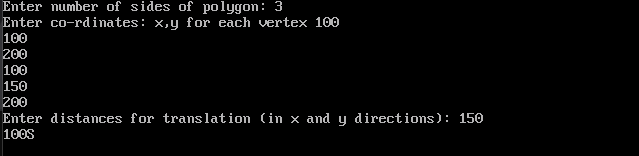 Enter number of sides of polygon: 3
Enter co-rdinates: x,y for each vertex 100
100
200
100
150
200
Enter distances for translation (in x and y directions): 150
100S